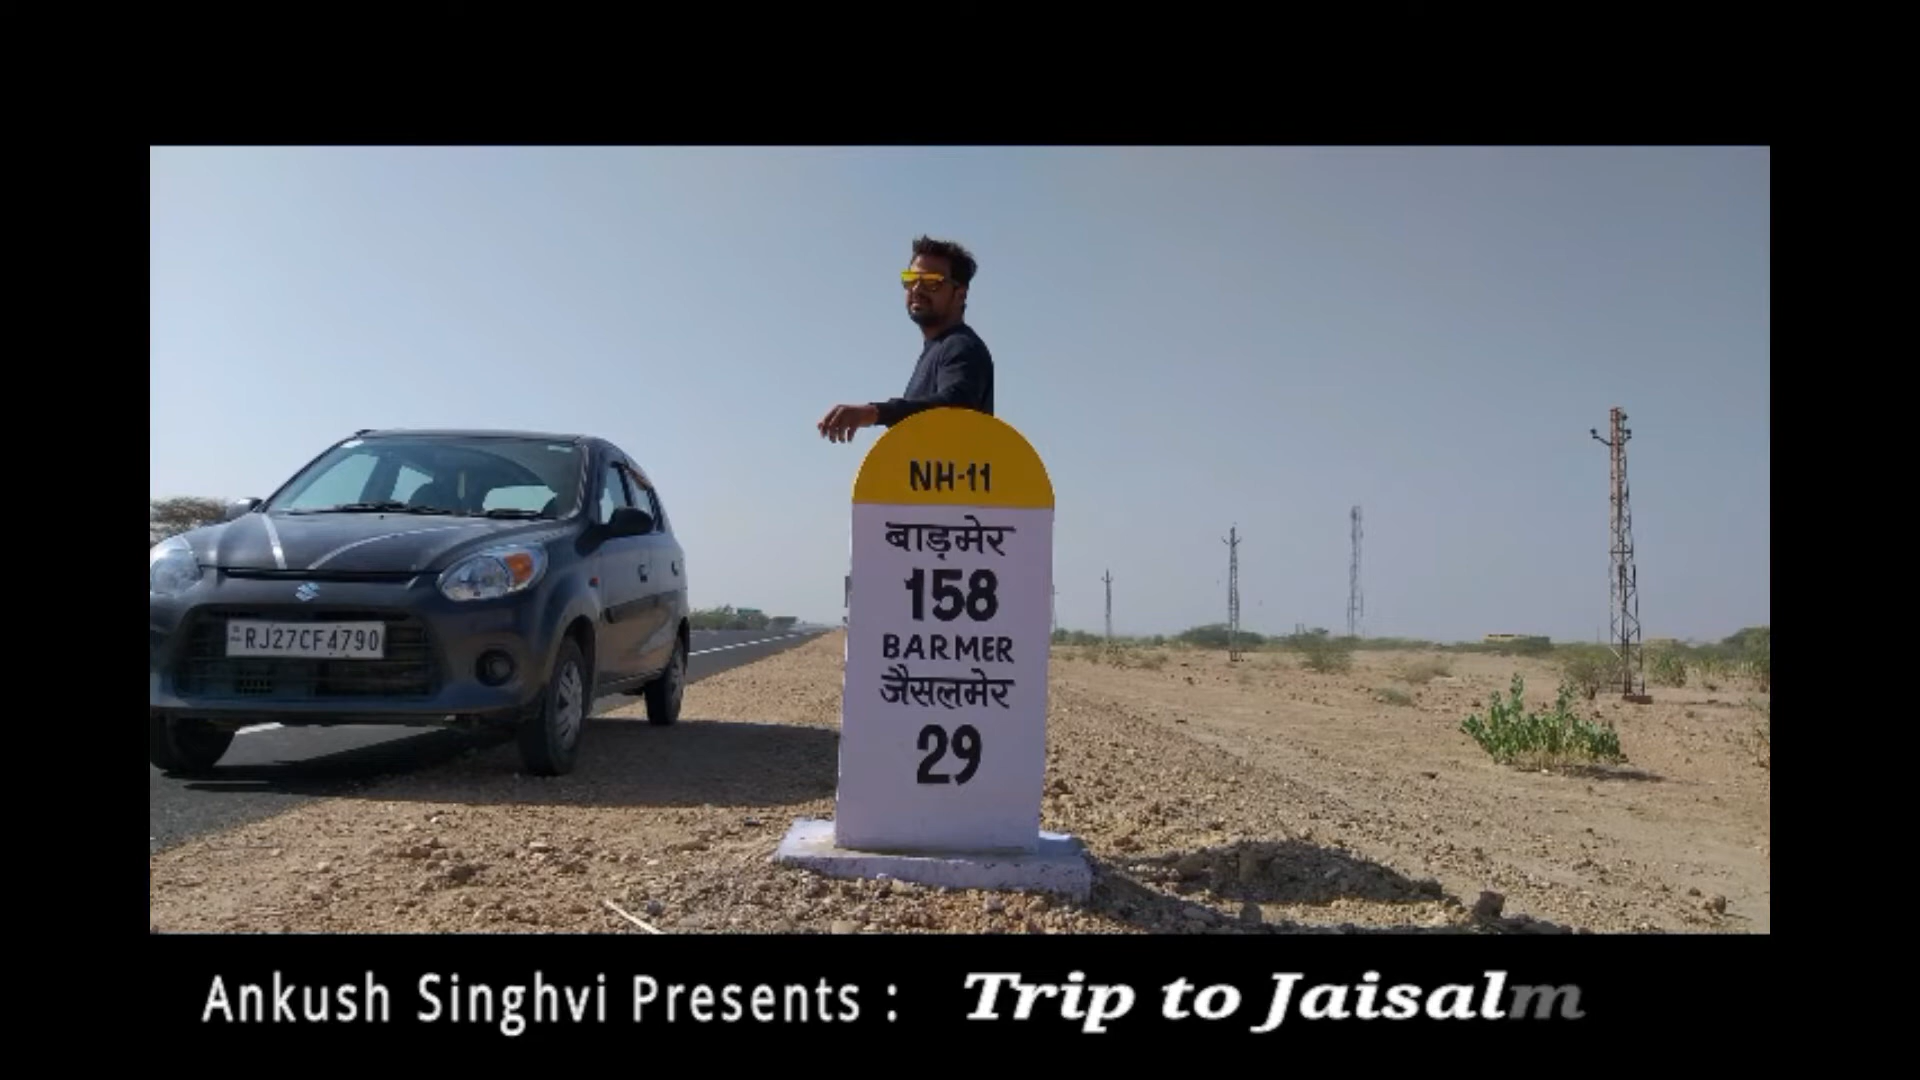 NH-11
बाड़मेर
158
BARMER
जैसलमेर
29
RJ27CF4790
Ankush Singhvi Presents : Trip to Jaisalm